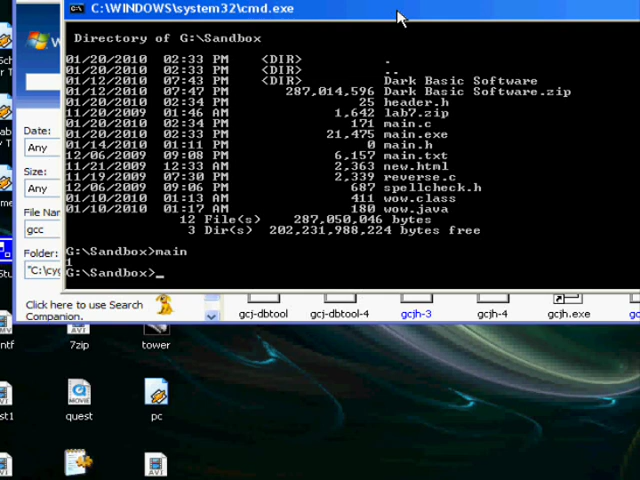 C:\WINDOWS\system32\cmd.exe
Directory of G:\Sandbox
01/20/2010 02:33 PM <DIR> .
01/20/2010 02:33 PM <DIR> ..
01/12/2010 07:43 PM <DIR> Dark Basic Software
01/12/2010 07:47 PM 287,014,596 Dark Basic Software.zip
01/20/2010 02:34 PM 25 header.h
11/20/2009 01:46 AM 1,642 lab7.zip
01/20/2010 02:34 PM 171 main.c
01/20/2010 02:33 PM 21,475 main.exe
01/14/2010 01:11 PM 0 main.h
12/06/2009 09:08 PM 6,157 main.txt
11/21/2009 12:33 AM 2,363 new.html
11/19/2009 07:30 PM 2,339 reverse.c
12/06/2009 09:06 PM 687 spellcheck.h
01/10/2010 01:13 AM 411 wow.class
01/10/2010 01:17 AM 180 wow.java
12 File(s) 287,050,046 bytes
3 Dir(s) 202,231,988,224 bytes free
G:\Sandbox>main
1
G:\Sandbox>_
Date:
Any
Size:
Any
File Nar
gcc
Folder:
"C:\cyg
Click here to use Search
Companion.
gcj-dbtool
gcj-dbtool-4
gcjh-3
gcjh-4
gcjh.exe
7zip
tower
quest
pc